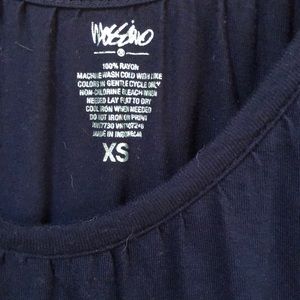 Mossimo
100% RAYON
MACHINE WASH COLD WITH LIKE
COLORS IN GENTLE CYCLE ONLY
NON-CHLORINE BLEACH WHEN
NEEDED LAY FLAT TO DRY
COOL IRON WHEN NEEDED
DO NOT IRON ON PRINT
MADE IN INDONESIA
XS